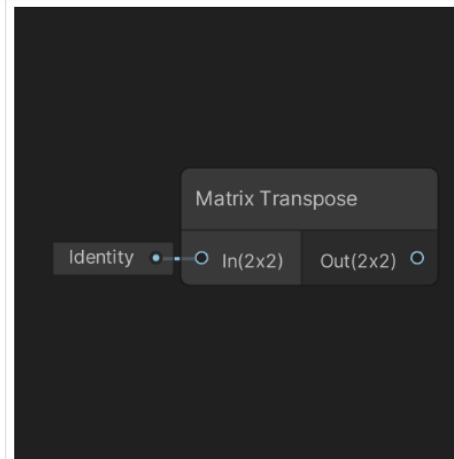 Matrix Transpose
Identity
In(2x2)
Out(2x2)